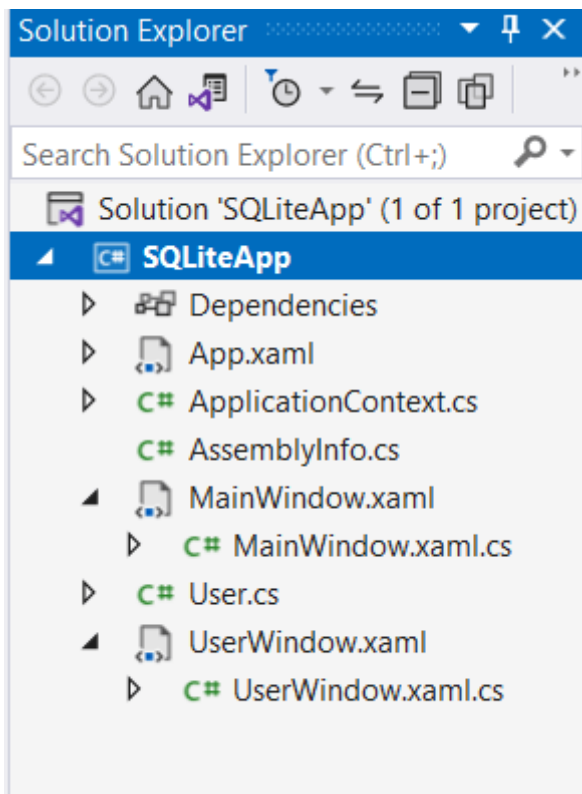 Solution Explorer
Search Solution Explorer (Ctrl+;)
Solution 'SQLiteApp' (1 of 1 project)
C# SQLiteApp
Dependencies
App.xaml
C# ApplicationContext.cs
C# AssemblyInfo.cs
MainWindow.xaml
C# MainWindow.xaml.cs
C# User.cs
UserWindow.xaml
C# UserWindow.xaml.cs